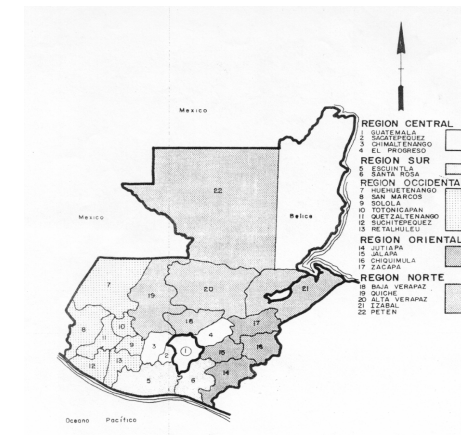 Mexico
REGION CENTRAL
1 GUATEMALA
2 SACATEPEQUEZ
3 CHIMALTENANGO
4 EL PROGRESO
REGION SUR
5 ESCUINTLA
6 SANTA ROSA
REGION OCCIDENTA
7 HUEHUETENANGO
8 SAN MARCOS
9 SOLOLA
10 TOTONICAPAN
11 QUETZALTENANGO
12 SUCHITEPEQUEZ
13 RETALHULEU
REGION ORIENTAL
14 JUTIAPA
15 JALAPA
16 CHIQUIMULA
17 ZACAPA
REGION NORTE
18 BAJA VERAPAZ
19 QUICHE
20 ALTA VERAPAZ
21 IZABAL
22 PETEN
22
Mexico
Belice
7
19
20
21
18
17
8
11
10
9
3
2
1
4
15
16
12
13
5
6
14
Oceano Pacífico